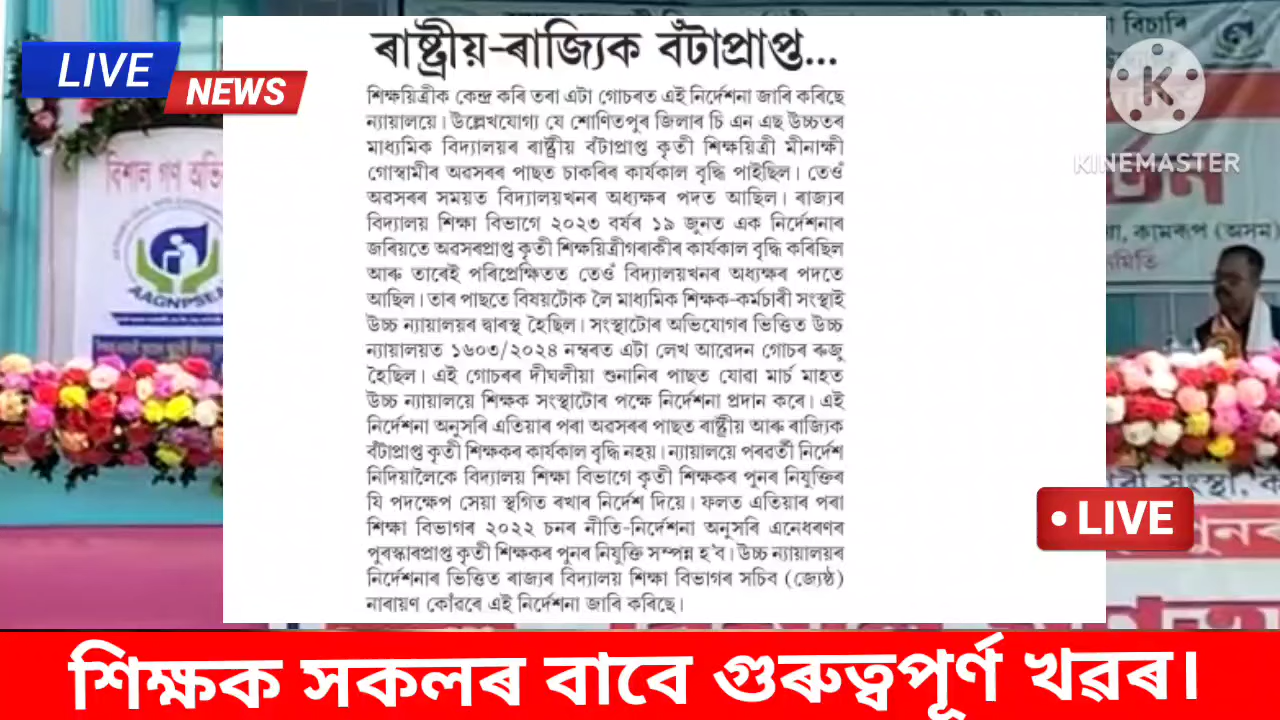 LIVE
NEWS
ৰাষ্ট্ৰীয়-ৰাজ্যিক বঁটাপ্ৰাপ্ত...
শিক্ষয়িত্ৰীক কেন্দ্ৰ কৰি তৰা এটা গোচৰত এই নিৰ্দেশনা জাৰি কৰিছে
ন্যায়ালয়ে। উল্লেখযোগ্য যে শোণিতপুৰ জিলাৰ চি এন এছ উচ্চতৰ
মাধ্যমিক বিদ্যালয়ৰ ৰাষ্ট্ৰীয় বঁটাপ্ৰাপ্ত কৃতী শিক্ষয়িত্ৰী মীনাক্ষী
গোস্বামীৰ অৱসৰৰ পাছত চাকৰিৰ কাৰ্যকাল বৃদ্ধি পাইছিল। তেওঁ
অৱসৰৰ সময়ত বিদ্যালয়খনৰ অধ্যক্ষৰ পদত আছিল। ৰাজ্যৰ
বিদ্যালয় শিক্ষা বিভাগে ২০২৩ বৰ্ষৰ ১৯ জুনত এক নিৰ্দেশনাৰ
জৰিয়তে অৱসৰপ্ৰাপ্ত কৃতী শিক্ষয়িত্ৰীগৰাকীৰ কাৰ্যকাল বৃদ্ধি কৰিছিল
আৰু তাৰেই পৰিপ্ৰেক্ষিতত তেওঁ বিদ্যালয়খনৰ অধ্যক্ষৰ পদতে
আছিল। তাৰ পাছতে বিষয়টোক লৈ মাধ্যমিক শিক্ষক-কৰ্মচাৰী সংস্থাই
উচ্চ ন্যায়ালয়ৰ দ্বাৰস্থ হৈছিল। সংস্থাটোৰ অভিযোগৰ ভিত্তিত উচ্চ
ন্যায়ালয়ত ১৬০৩/২০২৪ নম্বৰত এটা লেখ আৱেদন গোচৰ ৰুজু
হৈছিল। এই গোচৰৰ দীঘলীয়া শুনানিৰ পাছত যোৱা মাৰ্চ মাহত
উচ্চ ন্যায়ালয়ে শিক্ষক সংস্থাটোৰ পক্ষে নিৰ্দেশনা প্ৰদান কৰে। এই
নিৰ্দেশনা অনুসৰি এতিয়াৰ পৰা অৱসৰৰ পাছত ৰাষ্ট্ৰীয় আৰু ৰাজ্যিক
বঁটাপ্ৰাপ্ত কৃতী শিক্ষকৰ কাৰ্যকাল বৃদ্ধি নহয়। ন্যায়ালয়ে পৰৱৰ্তী নিৰ্দেশ
নিদিয়ালৈকে বিদ্যালয় শিক্ষা বিভাগে কৃতী শিক্ষকৰ পুনৰ নিযুক্তিৰ
যি পদক্ষেপ সেয়া স্থগিত ৰখাৰ নিৰ্দেশ দিয়ে। ফলত এতিয়াৰ পৰা
শিক্ষা বিভাগৰ ২০২২ চনৰ নীতি-নিৰ্দেশনা অনুসৰি এনেধৰণৰ
পুৰস্কাৰপ্ৰাপ্ত কৃতী শিক্ষকৰ পুনৰ নিযুক্তি সম্পন্ন হ'ব। উচ্চ ন্যায়ালয়ৰ
নিৰ্দেশনাৰ ভিত্তিত ৰাজ্যৰ বিদ্যালয় শিক্ষা বিভাগৰ সচিব (জ্যেষ্ঠ)
নাৰায়ণ কোঁৱৰে এই নিৰ্দেশনা জাৰি কৰিছে।
বিশাল গণ
AAGNPSEA
বিচাৰি
KINEMASTER
কামৰূপ (অসম)
LIVE
শিক্ষক সকলৰ বাবে গুৰুত্বপূৰ্ণ খৱৰ।